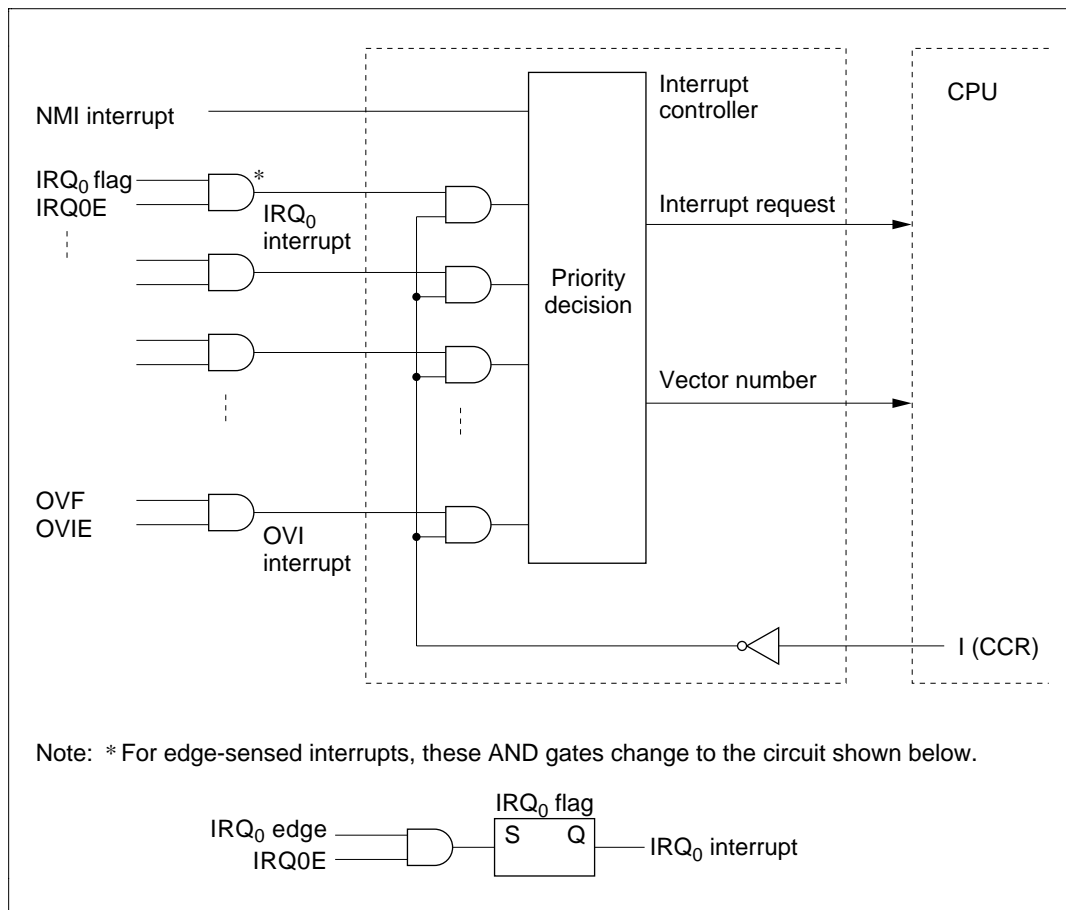 Interrupt
controller
CPU
NMI interrupt
IRQ₀ flag
IRQ0E
*
IRQ₀
interrupt
Interrupt request
Priority
decision
Vector number
OVF
OVIE
OVI
interrupt
I (CCR)
Note: * For edge-sensed interrupts, these AND gates change to the circuit shown below.
IRQ₀ flag
IRQ₀ edge
IRQ0E
S Q
IRQ₀ interrupt